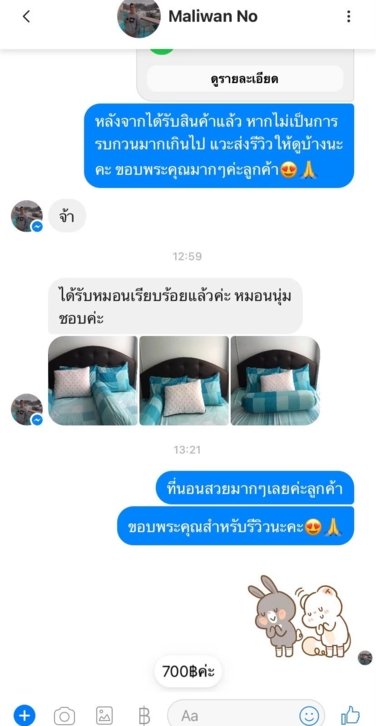 Maliwan No
ดูรายละเอียด
หลังจากได้รับสินค้าแล้ว หากไม่เป็นการ
รบกวนมากเกินไป แวะส่งรีวิวให้ดูบ้างนะ
คะ ขอบพระคุณมากๆค่ะลูกค้า😍🙏
จ้า
12:59
ได้รับหมอนเรียบร้อยแล้วค่ะ หมอนนุ่ม
ชอบค่ะ
13:21
ที่นอนสวยมากๆเลยค่ะลูกค้า
ขอบพระคุณสำหรับรีวิวนะคะ😍🙏
700฿ค่ะ
Aa